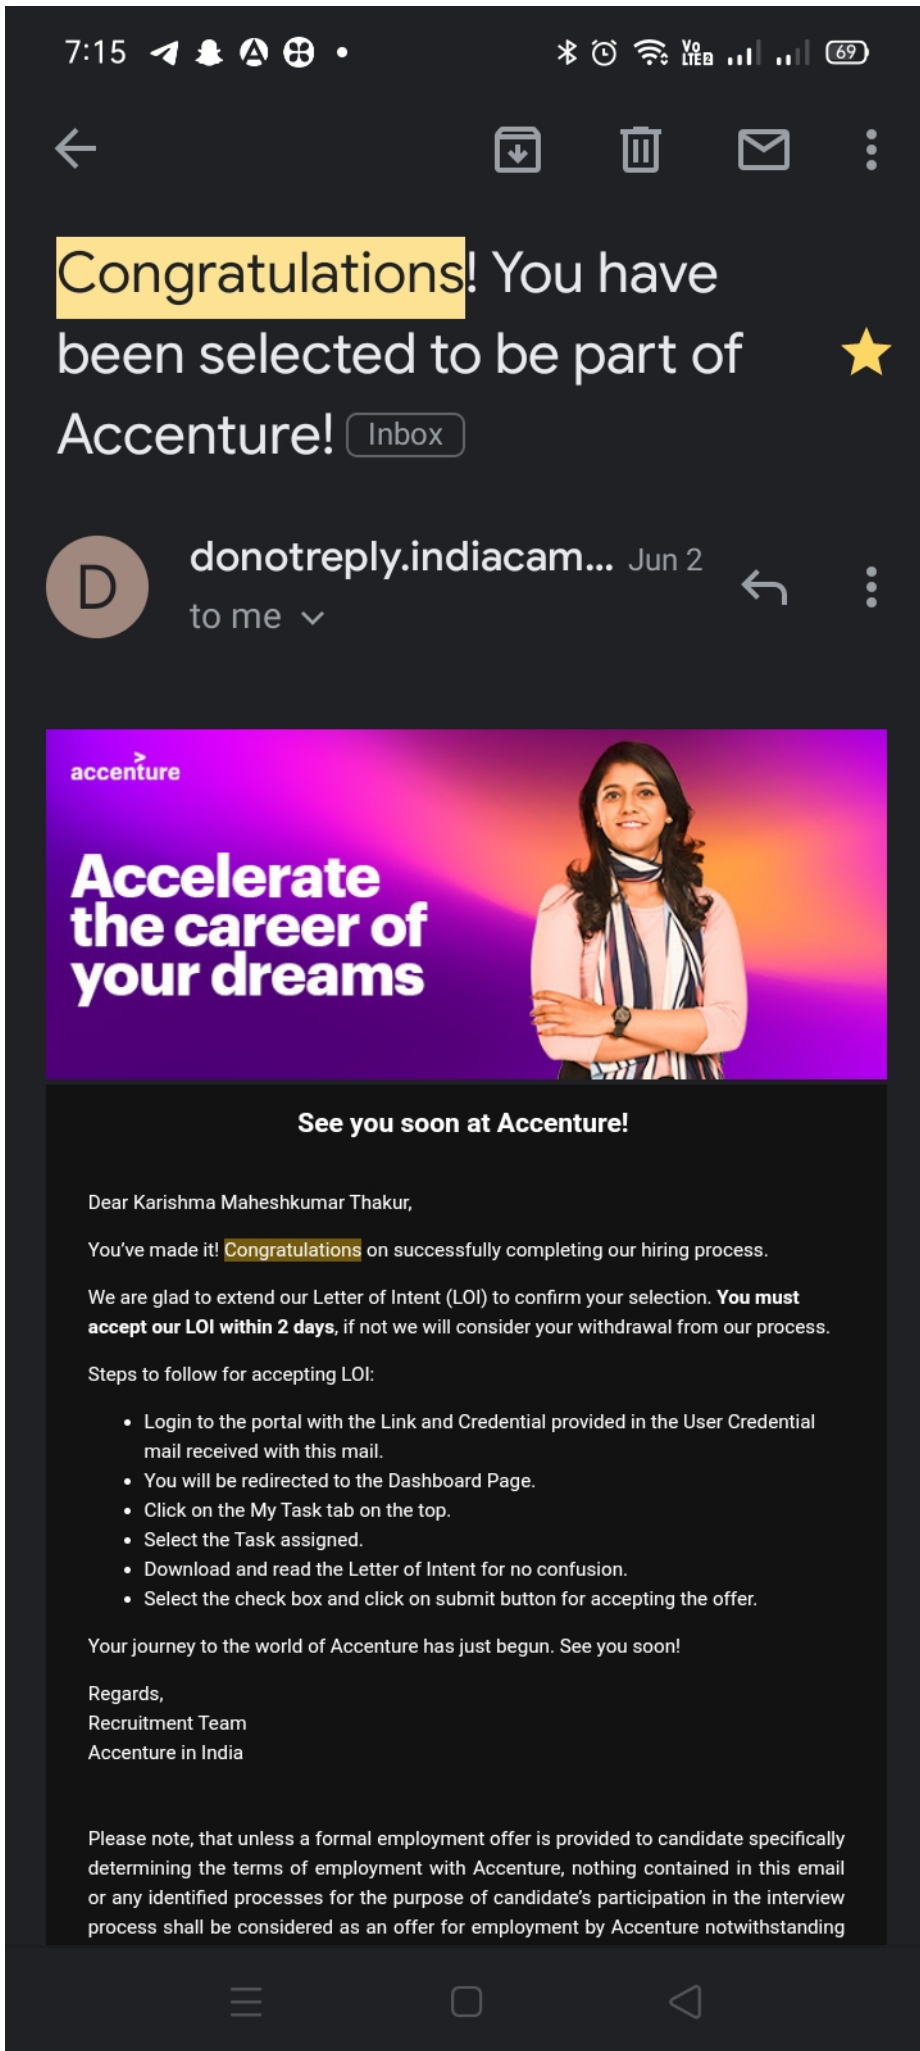 7:15
Vo
LTE2
69
Congratulations! You have
been selected to be part of
Accenture! Inbox
D
donotreply.indiacam... Jun 2
to me
accenture
Accelerate
the career of
your dreams
See you soon at Accenture!
Dear Karishma Maheshkumar Thakur,
You've made it! Congratulations on successfully completing our hiring process.
We are glad to extend our Letter of Intent (LOI) to confirm your selection. You must
accept our LOI within 2 days, if not we will consider your withdrawal from our process.
Steps to follow for accepting LOI:
• Login to the portal with the Link and Credential provided in the User Credential
mail received with this mail.
• You will be redirected to the Dashboard Page.
• Click on the My Task tab on the top.
• Select the Task assigned.
• Download and read the Letter of Intent for no confusion.
• Select the check box and click on submit button for accepting the offer.
Your journey to the world of Accenture has just begun. See you soon!
Regards,
Recruitment Team
Accenture in India
Please note, that unless a formal employment offer is provided to candidate specifically
determining the terms of employment with Accenture, nothing contained in this email
or any identified processes for the purpose of candidate's participation in the interview
process shall be considered as an offer for employment by Accenture notwithstanding